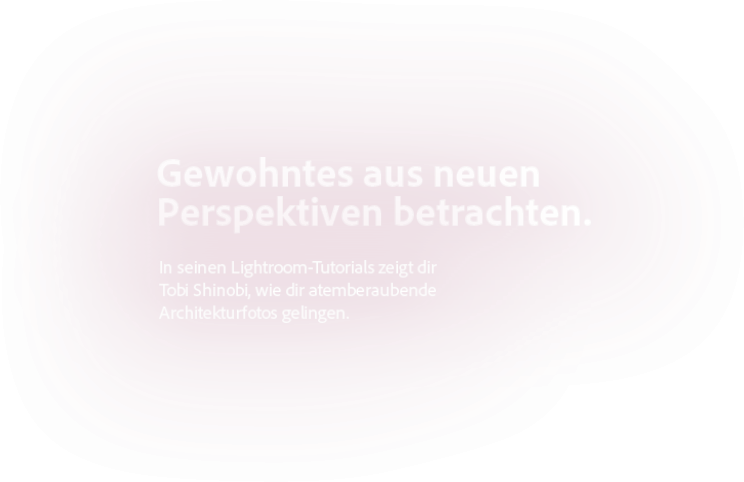 Gewohntes aus neuen
Perspektiven betrachten.
In seinen Lightroom-Tutorials zeigt dir
Tobi Shinobi, wie dir atemberaubende
Architekturfotos gelingen.